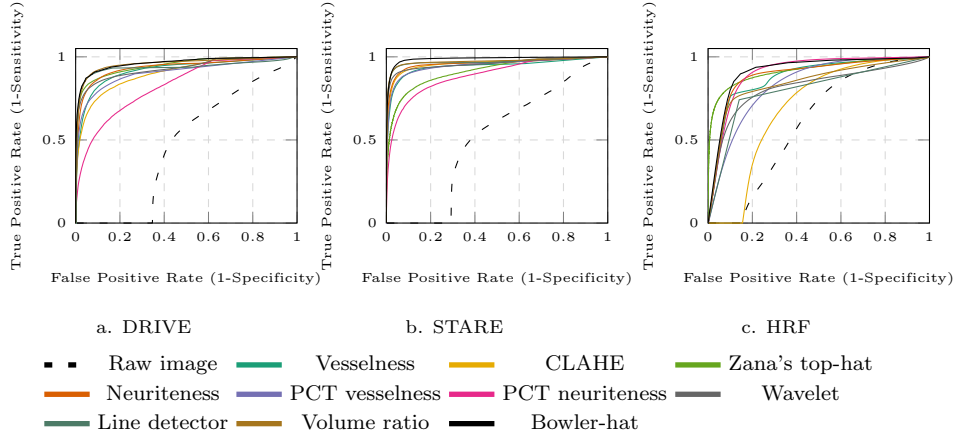 1
0.5
0
0 0.2 0.4 0.6 0.8 1
True Positive Rate (1-Sensitivity)
False Positive Rate (1-Specificity)
a. DRIVE
1
0.5
0
0 0.2 0.4 0.6 0.8 1
True Positive Rate (1-Sensitivity)
False Positive Rate (1-Specificity)
b. STARE
1
0.5
0
0 0.2 0.4 0.6 0.8 1
True Positive Rate (1-Sensitivity)
False Positive Rate (1-Specificity)
c. HRF
Raw image Vesselness CLAHE Zana's top-hat
Neuriteness PCT vesselness PCT neuriteness Wavelet
Line detector Volume ratio Bowler-hat